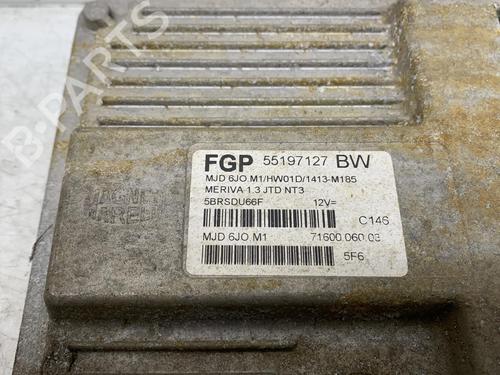 B-PARTS
MAGNETI
MARELLI
FGP 55197127 BW
MJD 6JO.M1/HW01D/1413-M185
MERIVA 1.3 JTD NT3
5BRSDU66F 12V=
C146
MJD 6JO.M1 71600.060.03
5F6